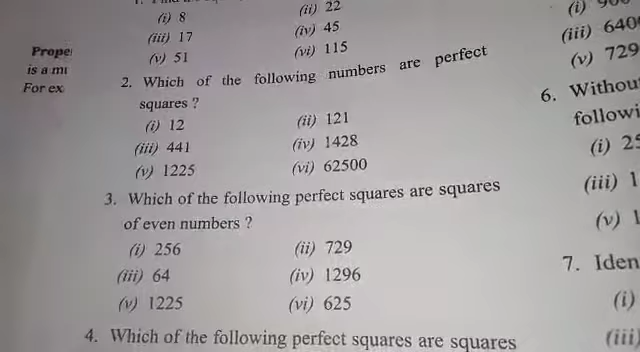 (i) 8 (ii) 22
(iii) 17 (iv) 45
(v) 51 (vi) 115
is a
For ex
2. Which of the following numbers are perfect
squares ?
(i) 12 (ii) 121
(iii) 441 (iv) 1428
(v) 1225 (vi) 62500
3. Which of the following perfect squares are squares
of even numbers ?
(i) 256 (ii) 729
(iii) 64 (iv) 1296
(v) 1225 (vi) 625
4. Which of the following perfect squares are squares
(i)
(iii) 640
(v) 729
6. Withou
followi
(i) 25
(iii) 1
(v) 1
7. Iden
(i)
(iii)